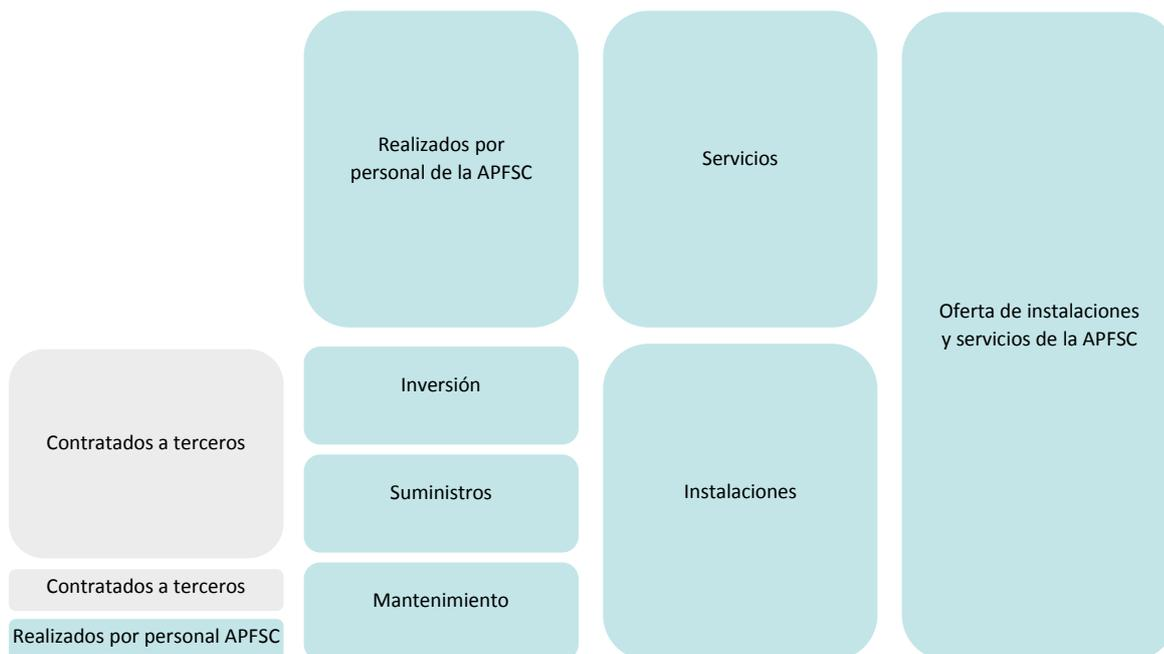 Realizados por
personal de la APFSC
Servicios
Oferta de instalaciones
y servicios de la APFSC
Contratados a terceros
Inversión
Suministros
Instalaciones
Contratados a terceros
Mantenimiento
Realizados por personal APFSC